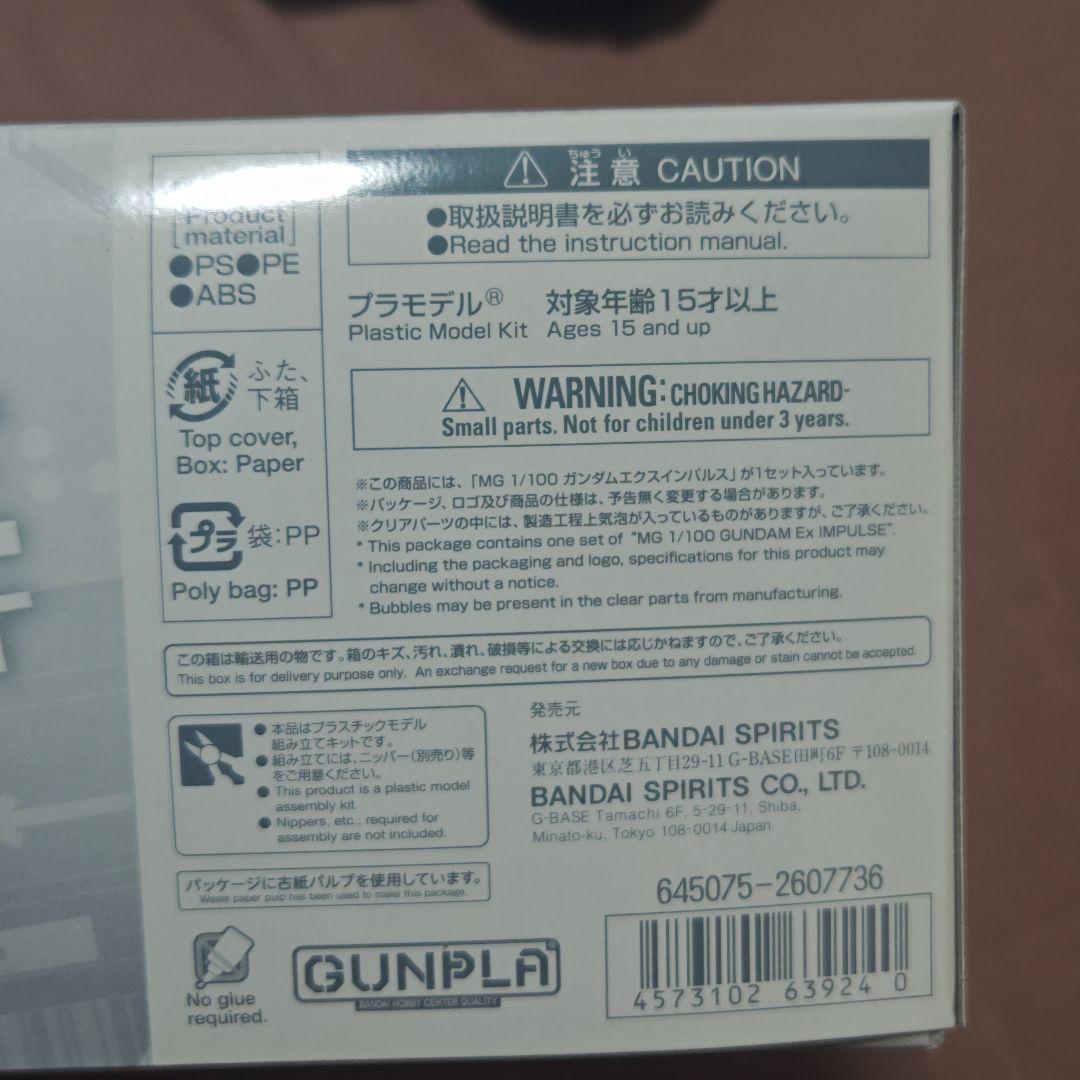 Product
[material]
●PS●PE
●ABS
紙
ふた、
下箱
Top cover,
Box: Paper
プラ
袋:PP
Poly bag: PP
ちゅう い
注意 CAUTION
●取扱説明書を必ずお読みください。
●Read the instruction manual.
プラモデル® 対象年齢15才以上
Plastic Model Kit Ages 15 and up
WARNING: CHOKING HAZARD-
Small parts. Not for children under 3 years.
※この商品には、「MG 1/100 ガンダムエクスインパルス」が1セット入っています。
※パッケージ、ロゴ及び商品の仕様は、予告無く変更する場合があります。
※クリアパーツの中には、製造工程上気泡が入っているものがありますが、ご了承ください。
* This package contains one set of “MG 1/100 GUNDAM Ex IMPULSE”.
* Including the packaging and logo, specifications for this product may
change without a notice.
* Bubbles may be present in the clear parts from manufacturing.
この箱は輸送用の物です。箱のキズ、汚れ、潰れ、破損等による交換には応じかねますので、ご了承ください。
This box is for delivery purpose only. An exchange request for a new box due to any damage or stain cannot be accepted.
● 本品はプラスチックモデル
組み立てキットです。
● 組み立てには、ニッパー(別売り)等
をご用意ください。
● This product is a plastic model
assembly kit.
● Nippers, etc., required for
assembly are not included.
パッケージに古紙パルプを使用しています。
Waste paper pulp has been used to make this package.
No glue
required.
GUNPLA
BANDAI HOBBY CENTER QUALITY
発売元
株式会社BANDAI SPIRITS
東京都港区芝五丁目29-11 G-BASE田町6F 〒108-0014
BANDAI SPIRITS CO., LTD.
G-BASE Tamachi 6F, 5-29-11, Shiba,
Minato-ku, Tokyo 108-0014 Japan
645075-2607736
4573102 63924 0